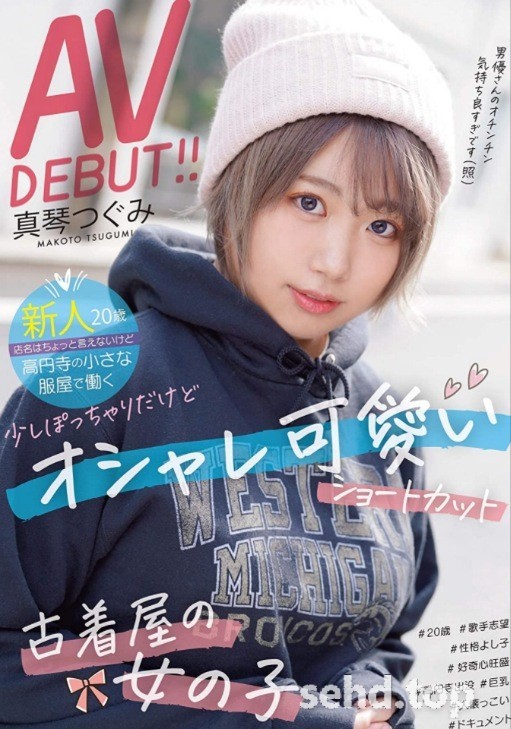 AV
DEBUT!!
真琴つぐみ
MAKOTO TSUGUMI
男優さんのオチンチン
気持ち良すぎです(照)
新人20歳
店名はちょっと言えないけど
高円寺の小さな
服屋で働く
少しぽっちゃりだけど
オシャレ可愛い
ショートカット
WESTERN
MICHIGAN
BRONCOS
古着屋の
女の子
#20歳 #歌手志望
#性格よし子
#好奇心旺盛
#巨乳
#ドキュメント
sehd.top